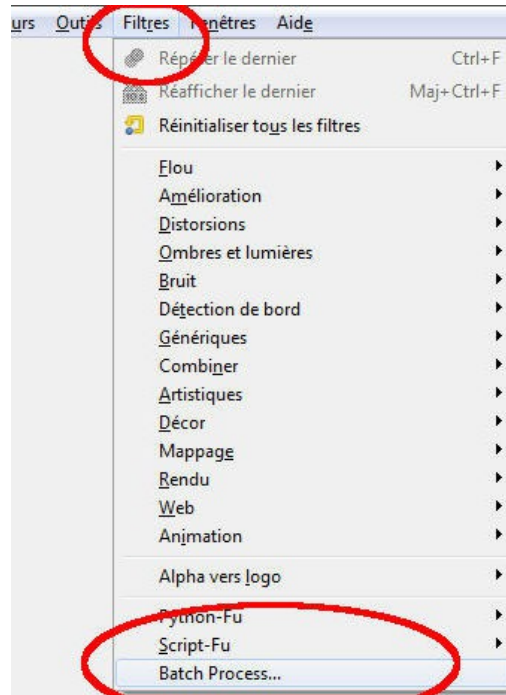 urs Outils Filtres Fenêtres Aide
Répéter le dernier Ctrl+F
Réafficher le dernier Maj+Ctrl+F
Réinitialiser tous les filtres
Flou
Amélioration
Distorsions
Ombres et lumières
Bruit
Détection de bord
Génériques
Combiner
Artistiques
Décor
Mappage
Rendu
Web
Animation
Alpha vers logo
Python-Fu
Script-Fu
Batch Process...